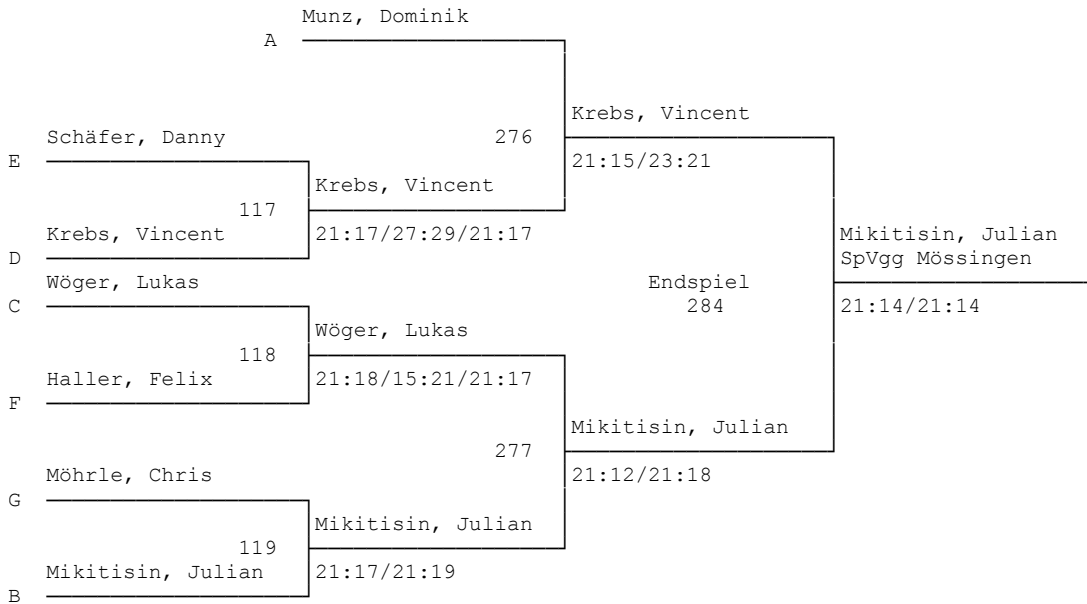 Munz, Dominik
A
Krebs, Vincent
Schäfer, Danny 276
E 21:15/23:21
Krebs, Vincent
117
Krebs, Vincent 21:17/27:29/21:17 Mikitisin, Julian
D SpVgg Mössingen
Wöger, Lukas Endspiel
C 284 21:14/21:14
Wöger, Lukas
118
Haller, Felix 21:18/15:21/21:17
F
Mikitisin, Julian
277
Möhrle, Chris 21:12/21:18
G
Mikitisin, Julian
119
Mikitisin, Julian 21:17/21:19
B